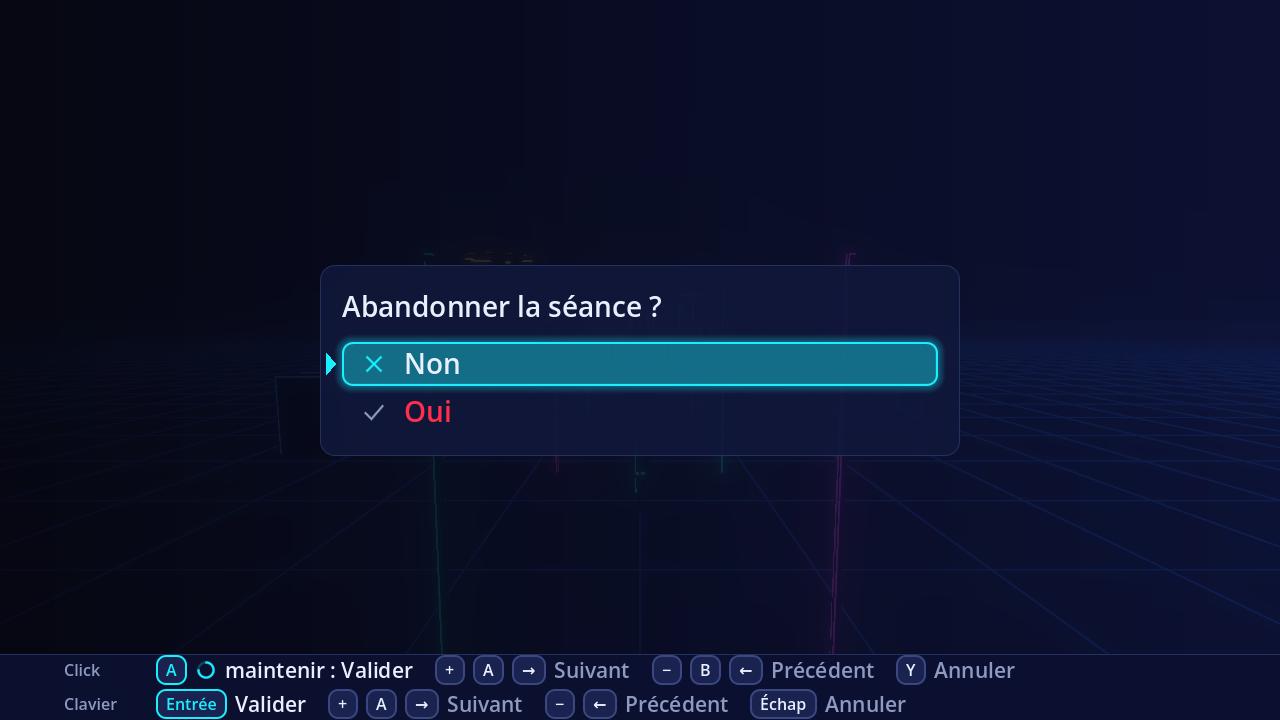 Abandonner la séance ?
Non
Oui
Click A maintenir : Valider + A → Suivant − B ← Précédent Y Annuler
Clavier Entrée Valider + A → Suivant − ← Précédent Échap Annuler